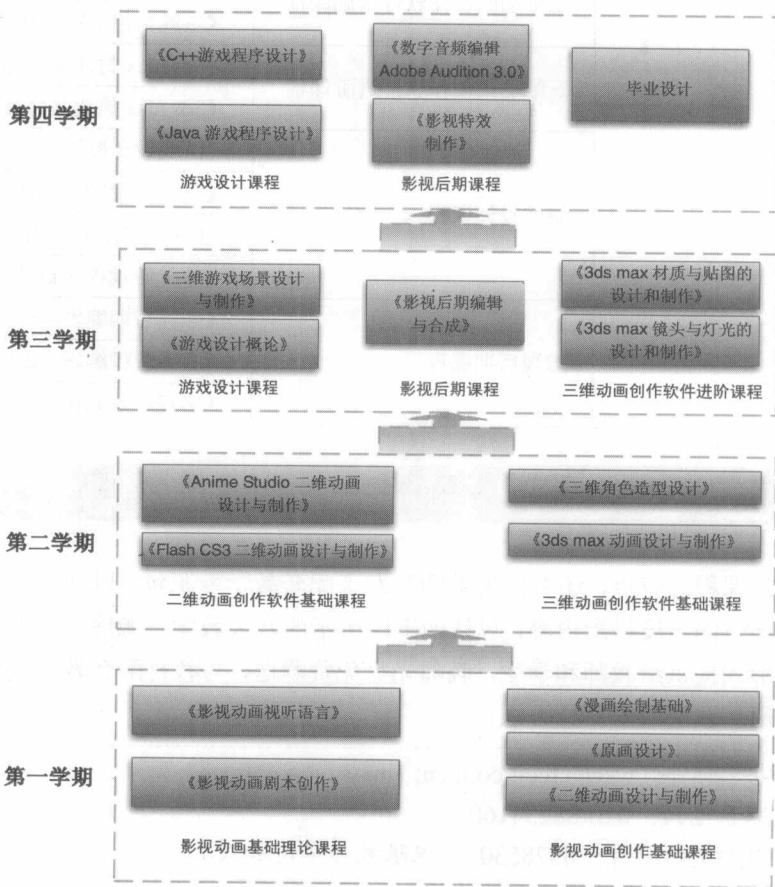 第四学期
《C++游戏程序设计》
《Java 游戏程序设计》
游戏设计课程
《数字音频编辑
Adobe Audition 3.0》
《影视特效
制作》
影视后期课程
毕业设计
第三学期
《三维游戏场景设计
与制作》
《游戏设计概论》
游戏设计课程
《影视后期编辑
与合成》
影视后期课程
《3ds max 材质与贴图的
设计和制作》
《3ds max 镜头与灯光的
设计和制作》
三维动画创作软件进阶课程
第二学期
《Anime Studio 二维动画
设计与制作》
《Flash CS3 二维动画设计与制作》
二维动画创作软件基础课程
《三维角色造型设计》
《3ds max 动画设计与制作》
三维动画创作软件基础课程
第一学期
《影视动画视听语言》
《影视动画剧本创作》
影视动画基础理论课程
《漫画绘制基础》
《原画设计》
《二维动画设计与制作》
影视动画创作基础课程